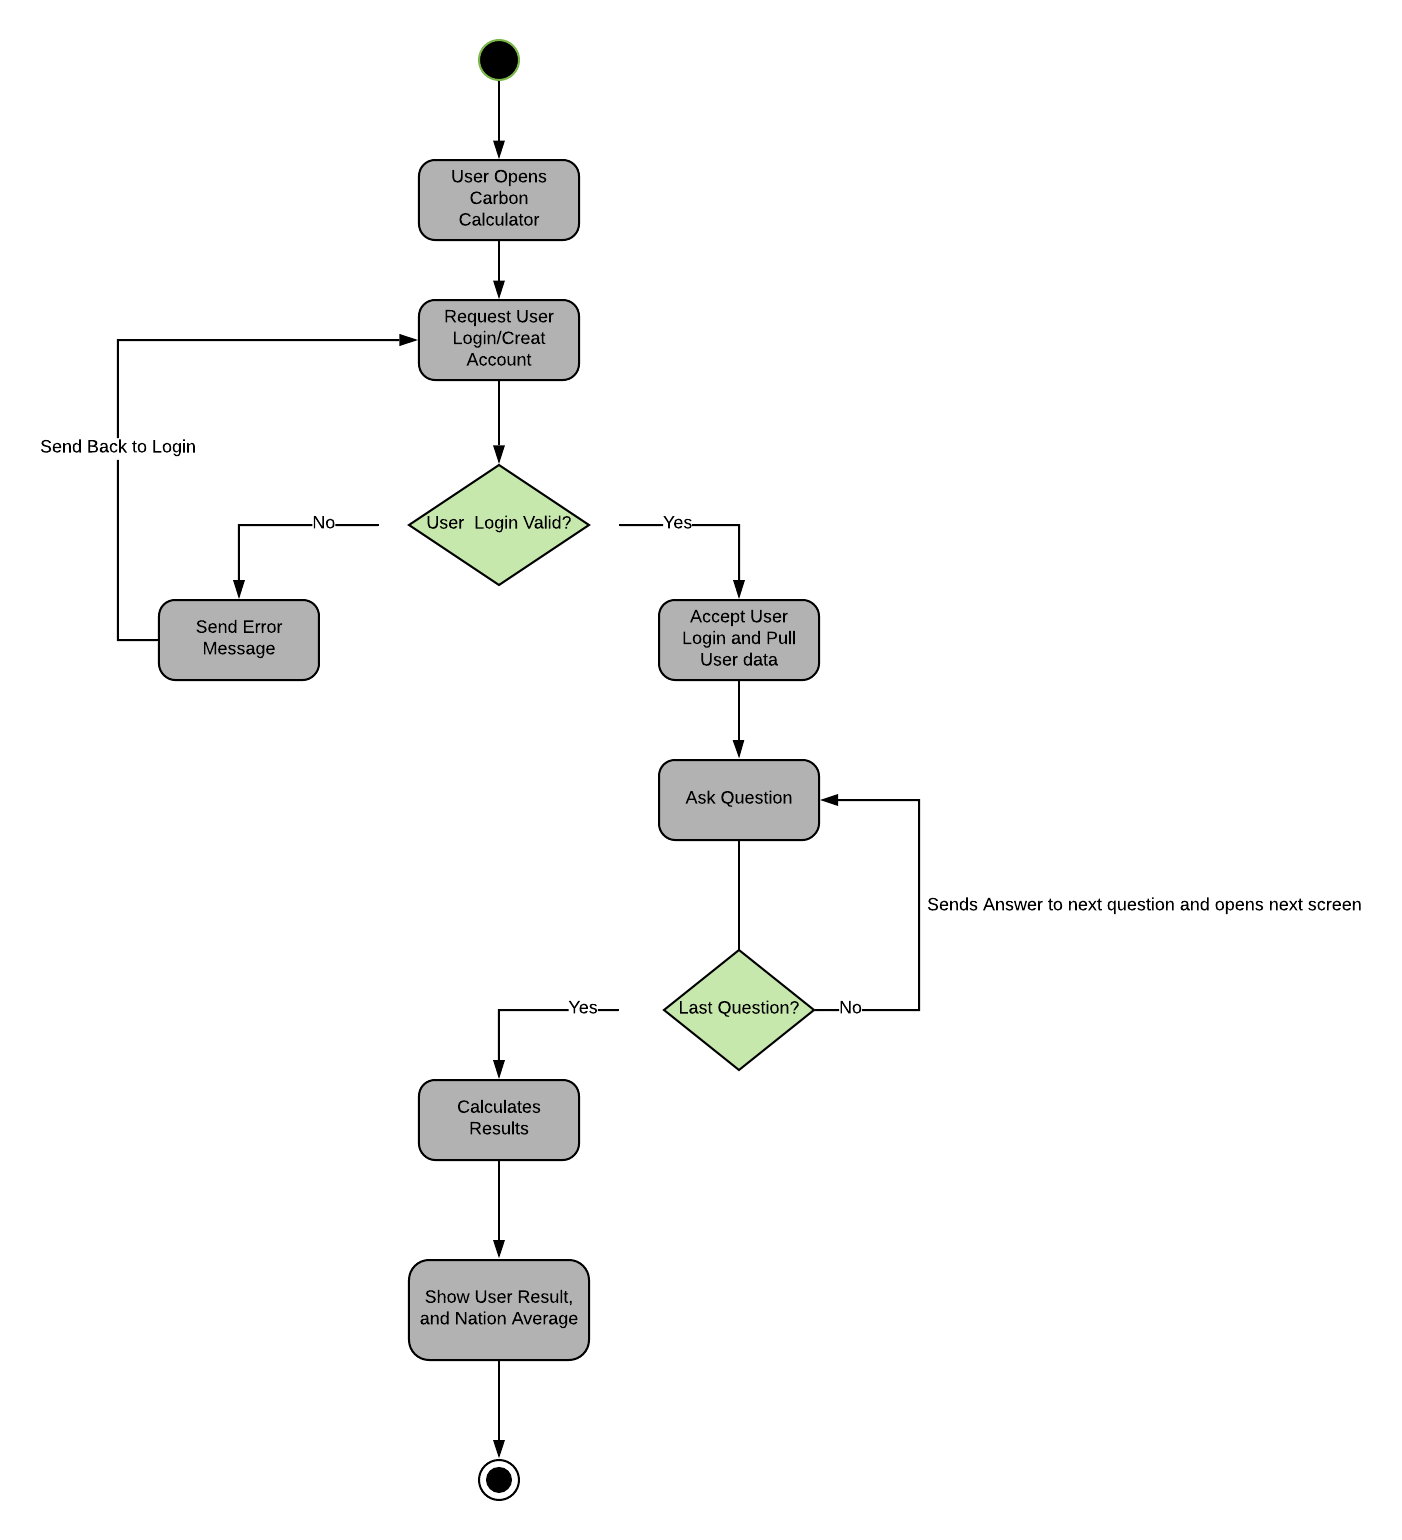 User Opens
Carbon
Calculator
Request User
Login/Creat
Account
Send Back to Login
No
User  Login Valid?
Yes
Send Error
Message
Accept User
Login and Pull
User data
Ask Question
Sends Answer to next question and opens next screen
Yes
Last Question?
No
Calculates
Results
Show User Result,
and Nation Average